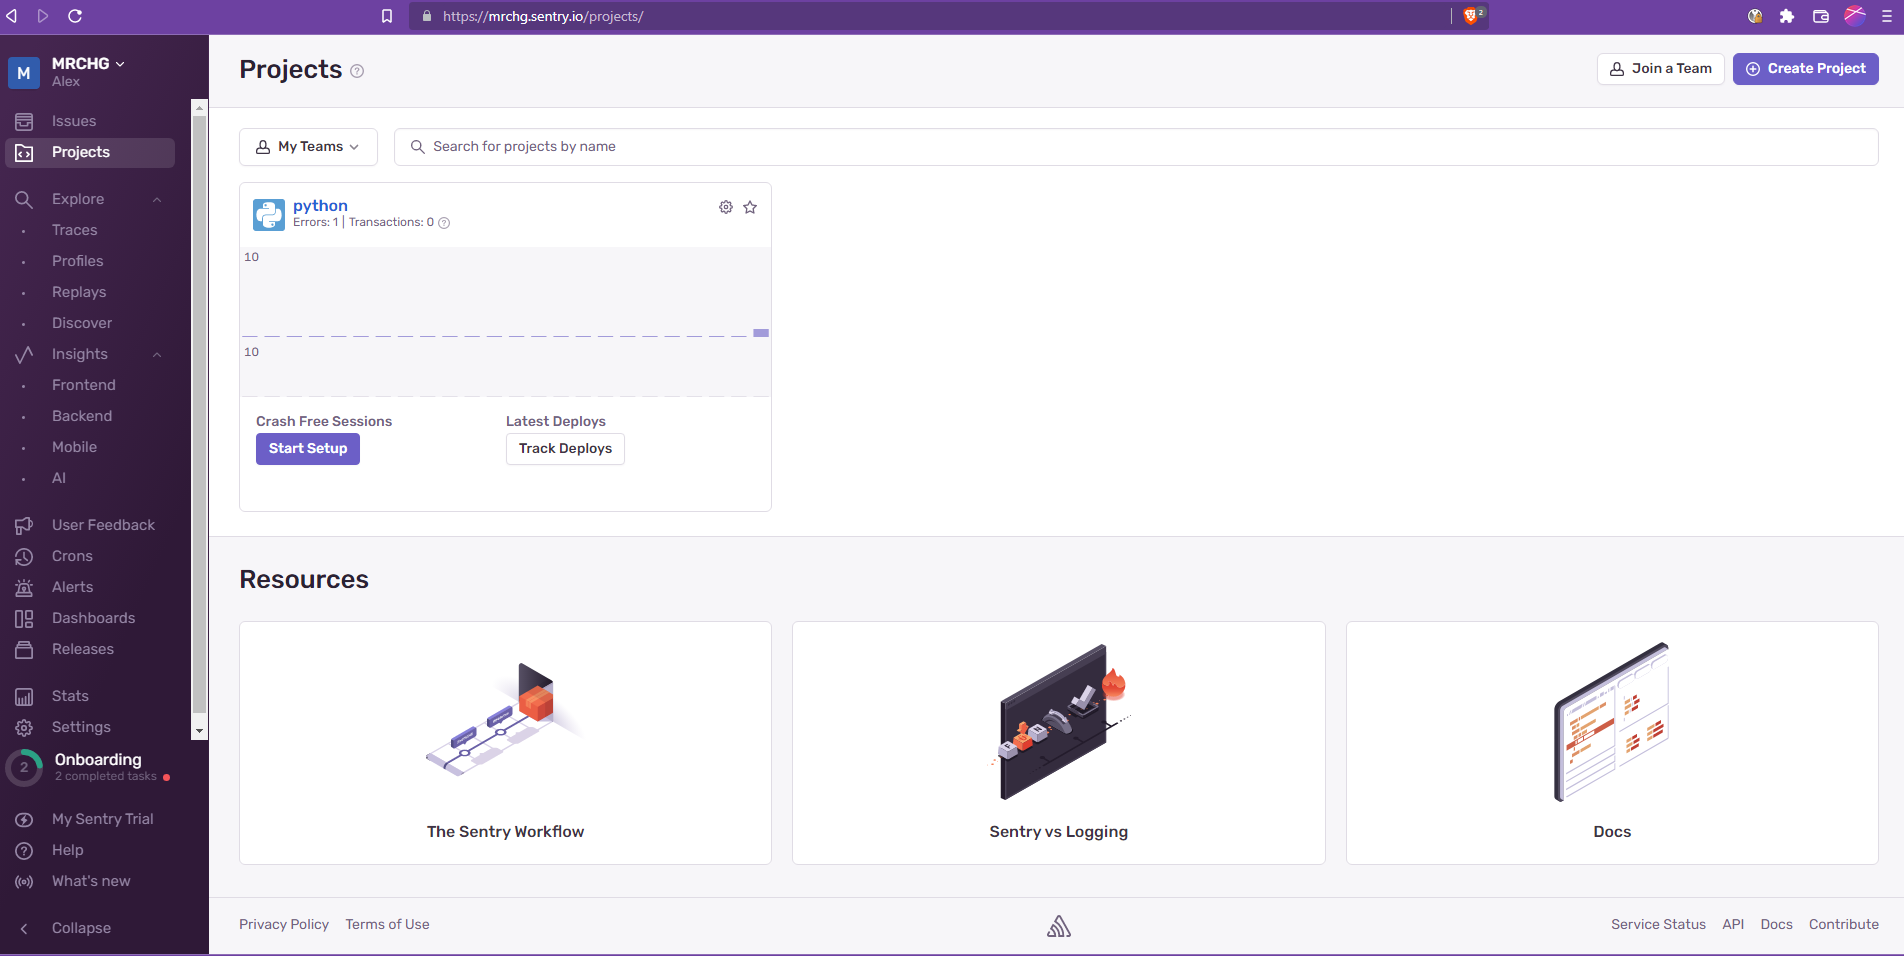 https://mrchg.sentry.io/projects/
2
M
MRCHG
Alex
Issues
Projects
Explore
Traces
Profiles
Replays
Discover
Insights
Frontend
Backend
Mobile
AI
User Feedback
Crons
Alerts
Dashboards
Releases
Stats
Settings
2
Onboarding
2 completed tasks
My Sentry Trial
Help
What's new
Collapse
Projects
Join a Team
Create Project
My Teams
Search for projects by name
python
Errors: 1 | Transactions: 0
10
10
Crash Free Sessions
Latest Deploys
Start Setup
Track Deploys
Resources
The Sentry Workflow
Sentry vs Logging
Docs
Privacy Policy
Terms of Use
Service Status
API
Docs
Contribute